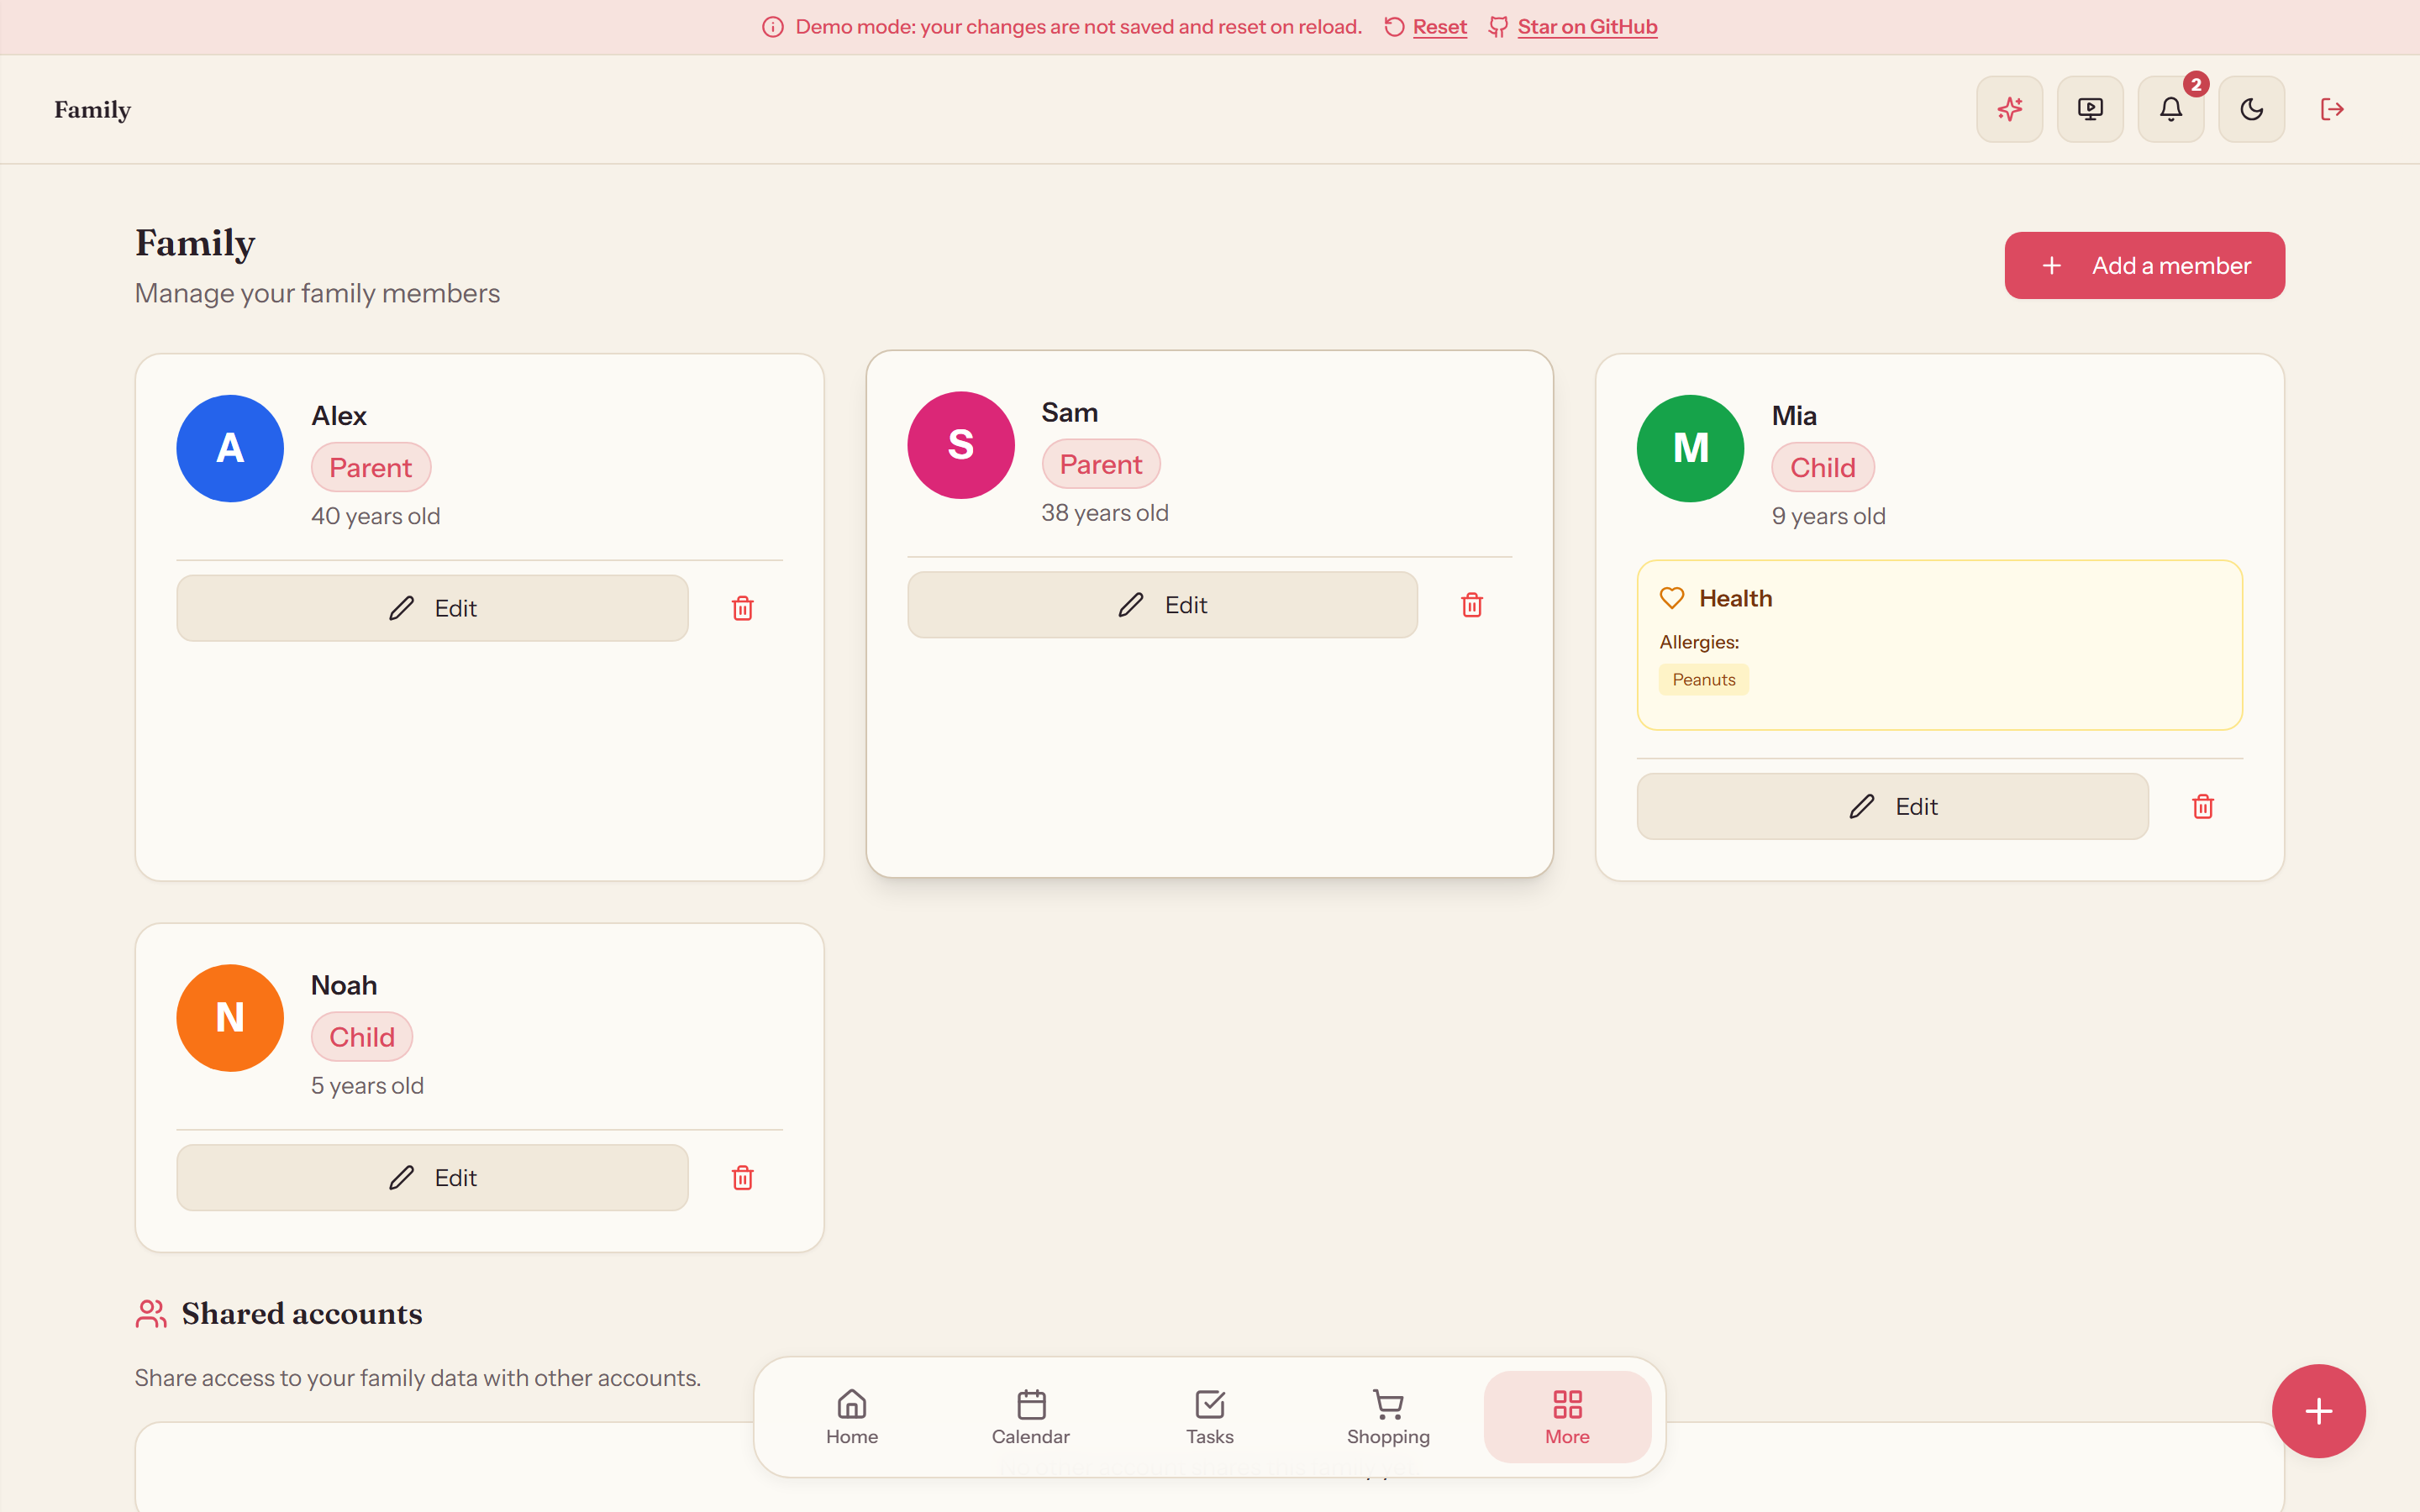 Demo mode: your changes are not saved and reset on reload. Reset Star on GitHub
Family
2
Family
Manage your family members
Add a member
A
Alex
Parent
40 years old
Edit
S
Sam
Parent
38 years old
Edit
M
Mia
Child
9 years old
Health
Allergies:
Peanuts
Edit
N
Noah
Child
5 years old
Edit
Shared accounts
Share access to your family data with other accounts.
Home
Calendar
Tasks
Shopping
More